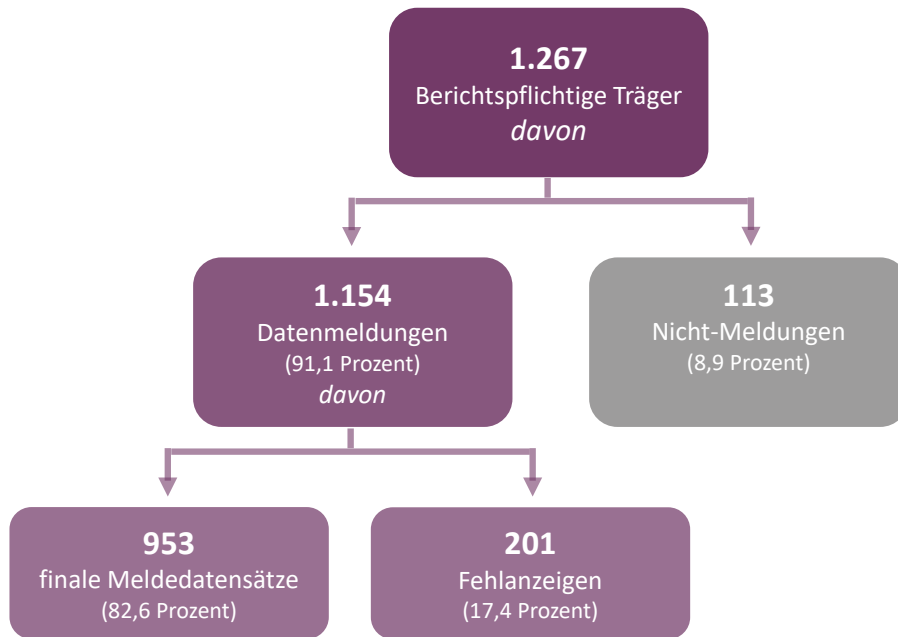 1.267
Berichtspflichtige Träger
davon
1.154
Datenmeldungen
(91,1 Prozent)
davon
113
Nicht-Meldungen
(8,9 Prozent)
953
finale Meldedatensätze
(82,6 Prozent)
201
Fehlanzeigen
(17,4 Prozent)